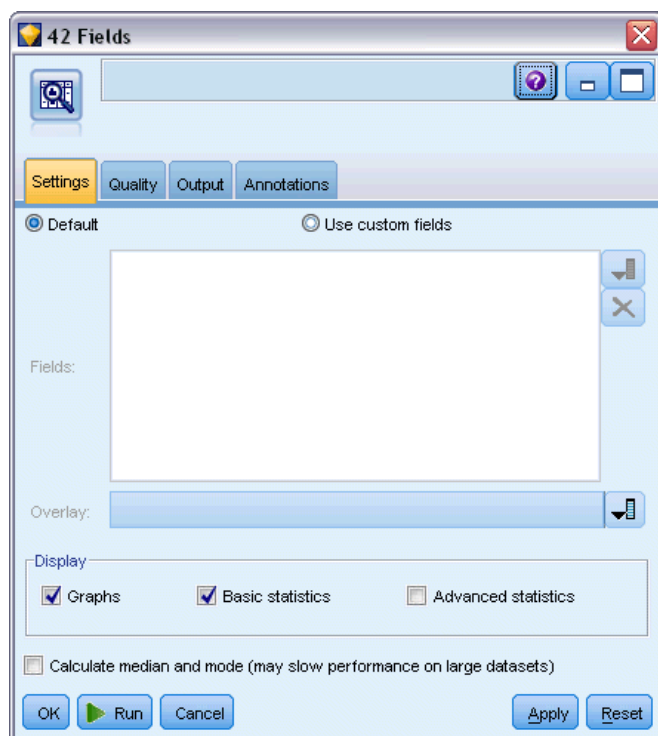 42 Fields
Settings Quality Output Annotations
Default Use custom fields
Fields:
Overlay:
Display
Graphs Basic statistics Advanced statistics
Calculate median and mode (may slow performance on large datasets)
OK Run Cancel Apply Reset